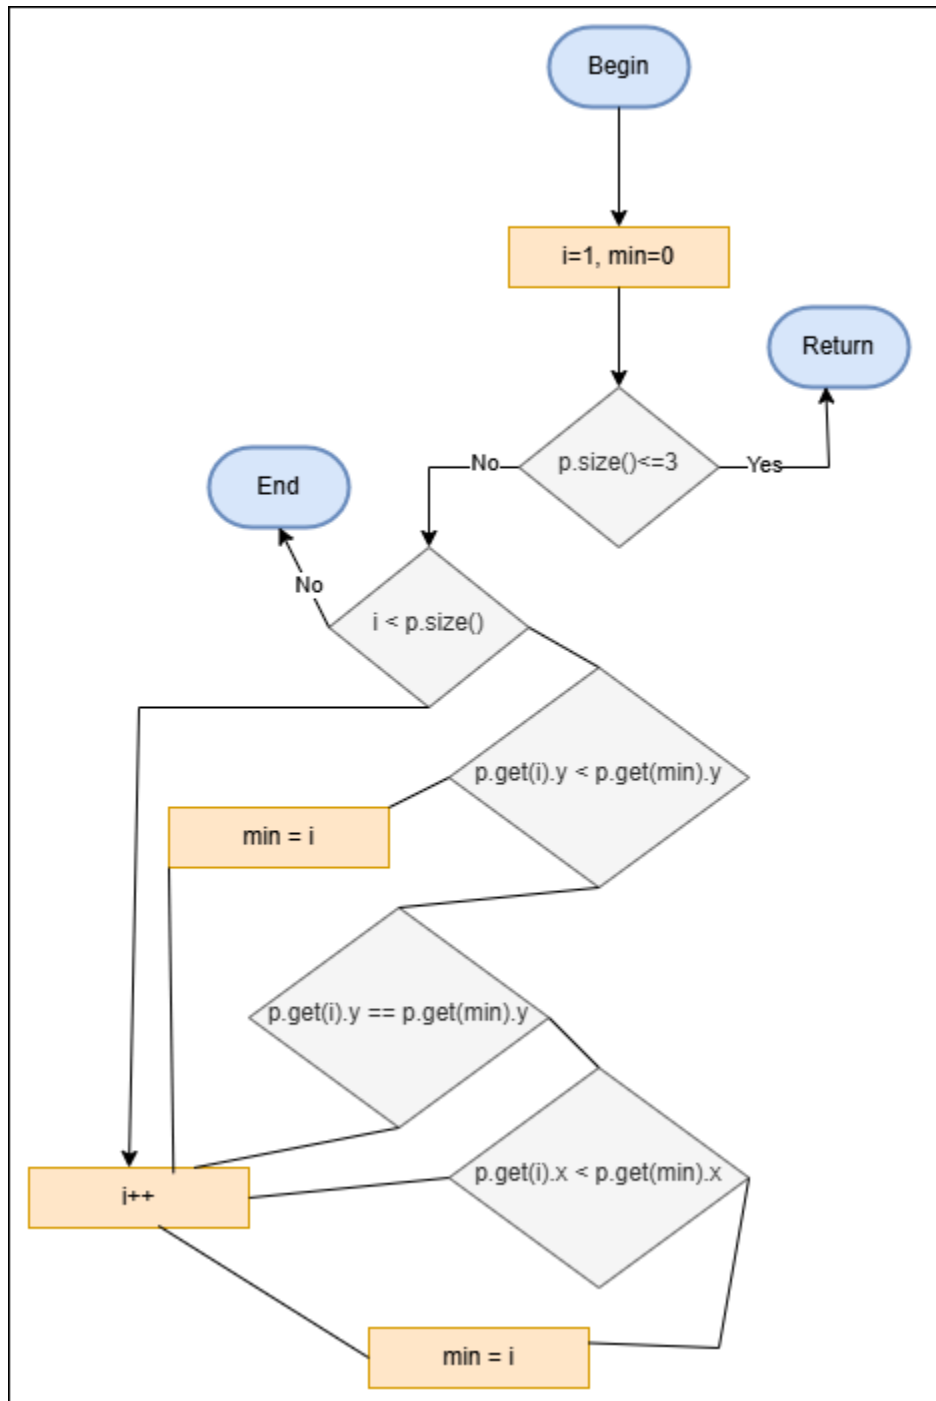 Begin
i=1, min=0
Return
p.size()<=3
No
Yes
End
No
i < p.size()
p.get(i).y < p.get(min).y
min = i
p.get(i).y == p.get(min).y
p.get(i).x < p.get(min).x
i++
min = i